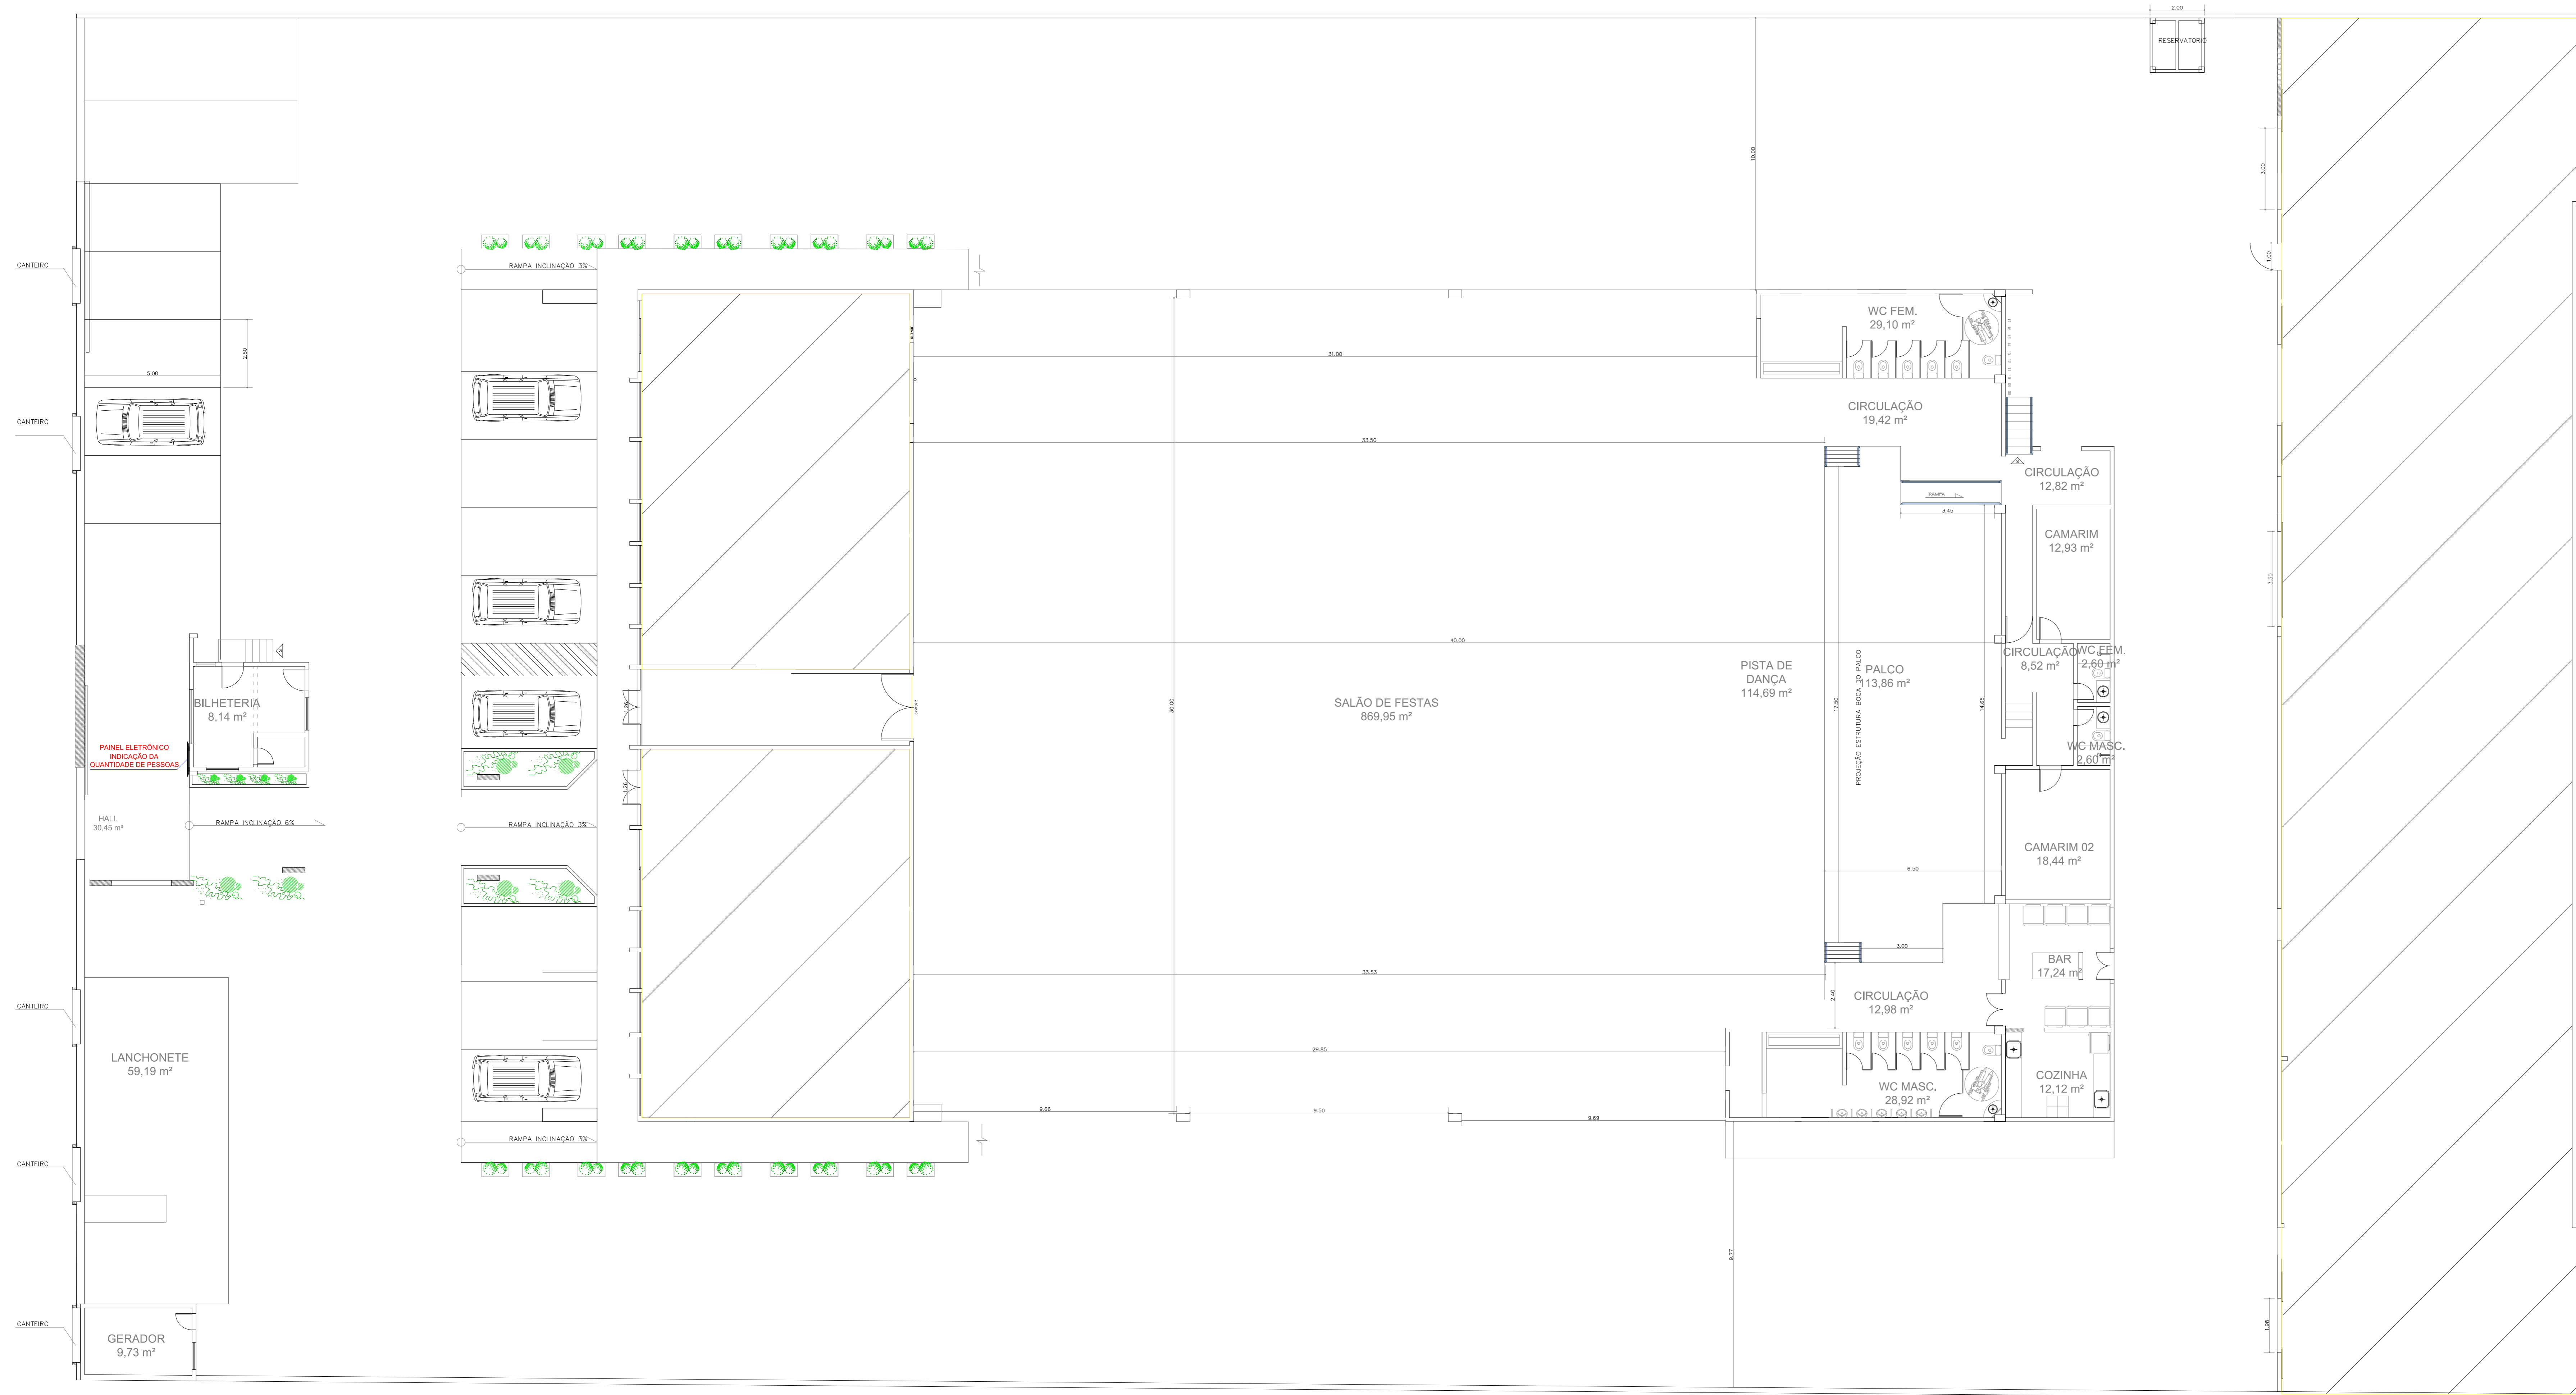 2.00
RESERVATORIO
10.00
3.00
1.00
CANTEIRO
RAMPA INCLINAÇÃO 3%
WC FEM.
29,10 m²
2.50
31.00
5.00
CIRCULAÇÃO
19,42 m²
CANTEIRO
33.50
CIRCULAÇÃO
12,82 m²
RAMPA
3.45
CAMARIM
12,93 m²
3.50
40.00
CIRCULAÇÃO
8,52 m²
WC FEM.
2,60 m²
PISTA DE
DANÇA
114,69 m²
PALCO
113,86 m²
PROJEÇÃO ESTRUTURA BOCA DO PALCO
BILHETERIA
8,14 m²
1.26
SALÃO DE FESTAS
869,95 m²
30.00
17.50
14.65
PAINEL ELETRÔNICO
INDICAÇÃO DA
QUANTIDADE DE PESSOAS
WC MASC.
2,60 m²
1.26
HALL
30,45 m²
RAMPA INCLINAÇÃO 6%
RAMPA INCLINAÇÃO 3%
CAMARIM 02
18,44 m²
6.50
3.00
BAR
17,24 m²
33.53
2.40
CIRCULAÇÃO
12,98 m²
CANTEIRO
29.85
LANCHONETE
59,19 m²
COZINHA
12,12 m²
WC MASC.
28,92 m²
9.66
9.50
9.69
RAMPA INCLINAÇÃO 3%
CANTEIRO
9.77
CANTEIRO
1.98
GERADOR
9,73 m²